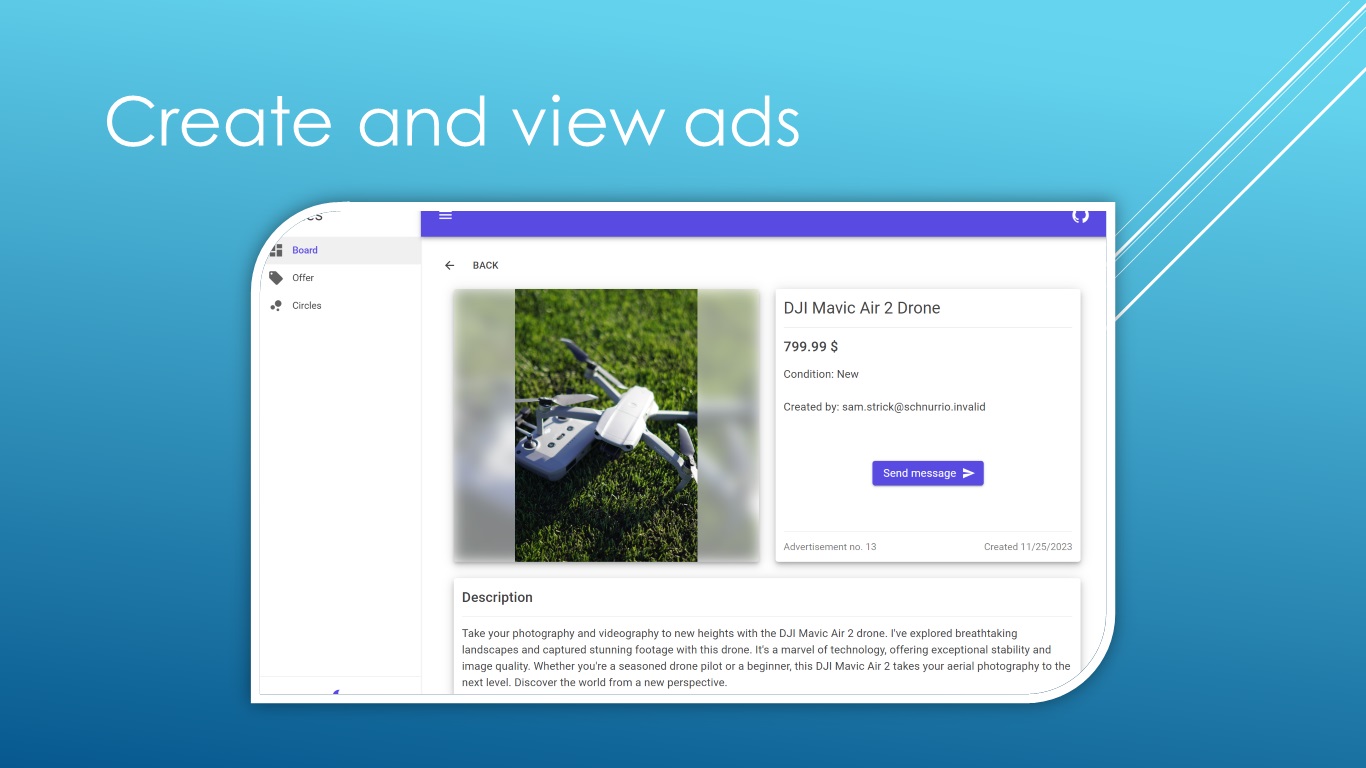 Create and view ads
Board
Offer
Circles
BACK
DJI Mavic Air 2 Drone
799.99 $
Condition: New
Created by: sam.strick@schnurrio.invalid
Send message
Advertisement no. 13
Created 11/25/2023
Description
Take your photography and videography to new heights with the DJI Mavic Air 2 drone. I've explored breathtaking
landscapes and captured stunning footage with this drone. It's a marvel of technology, offering exceptional stability and
image quality. Whether you're a seasoned drone pilot or a beginner, this DJI Mavic Air 2 takes your aerial photography to the
next level. Discover the world from a new perspective.